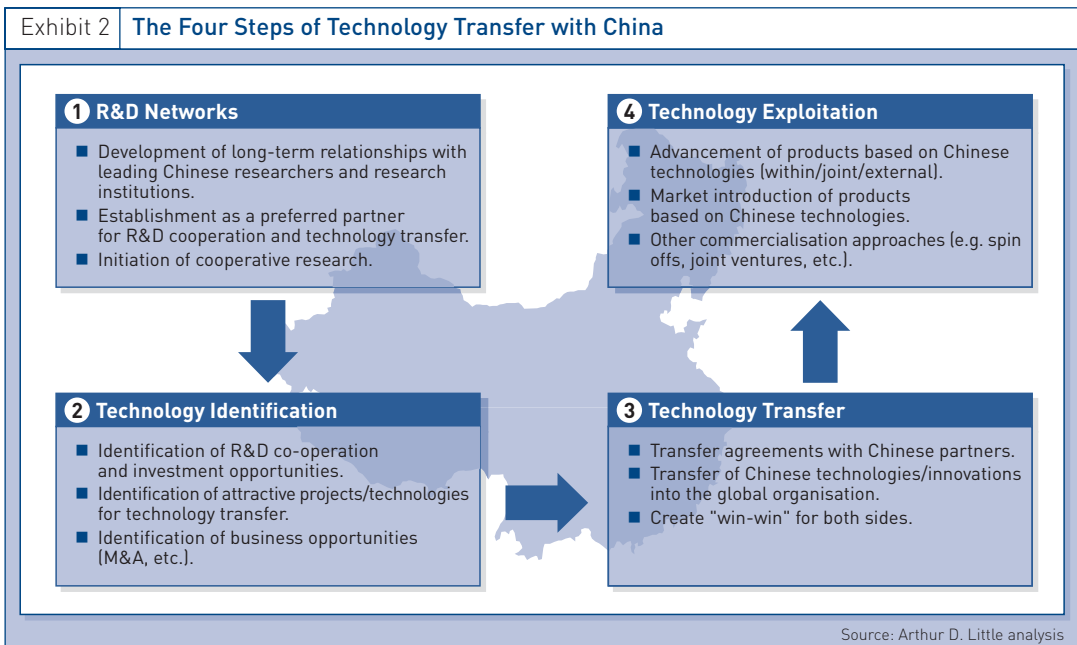 Exhibit 2
The Four Steps of Technology Transfer with China
1 R&D Networks
■ Development of long-term relationships with
leading Chinese researchers and research
institutions.
■ Establishment as a preferred partner
for R&D cooperation and technology transfer.
■ Initiation of cooperative research.
2 Technology Identification
■ Identification of R&D co-operation
and investment opportunities.
■ Identification of attractive projects/technologies
for technology transfer.
■ Identification of business opportunities
(M&A, etc.).
3 Technology Transfer
■ Transfer agreements with Chinese partners.
■ Transfer of Chinese technologies/innovations
into the global organisation.
■ Create "win-win" for both sides.
4 Technology Exploitation
■ Advancement of products based on Chinese
technologies (within/joint/external).
■ Market introduction of products
based on Chinese technologies.
■ Other commercialisation approaches (e.g. spin
offs, joint ventures, etc.).
Source: Arthur D. Little analysis